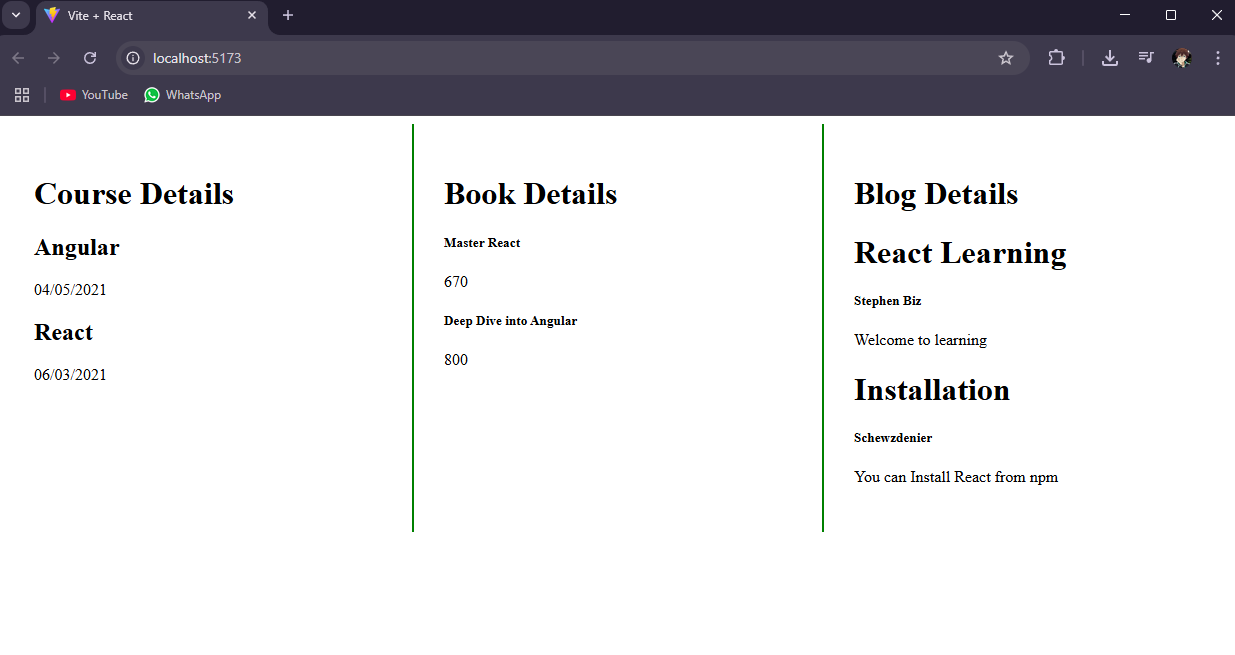 Vite + React
localhost:5173
YouTube
WhatsApp
Course Details
Angular
04/05/2021
React
06/03/2021
Book Details
Master React
670
Deep Dive into Angular
800
Blog Details
React Learning
Stephen Biz
Welcome to learning
Installation
Schewzdenier
You can Install React from npm